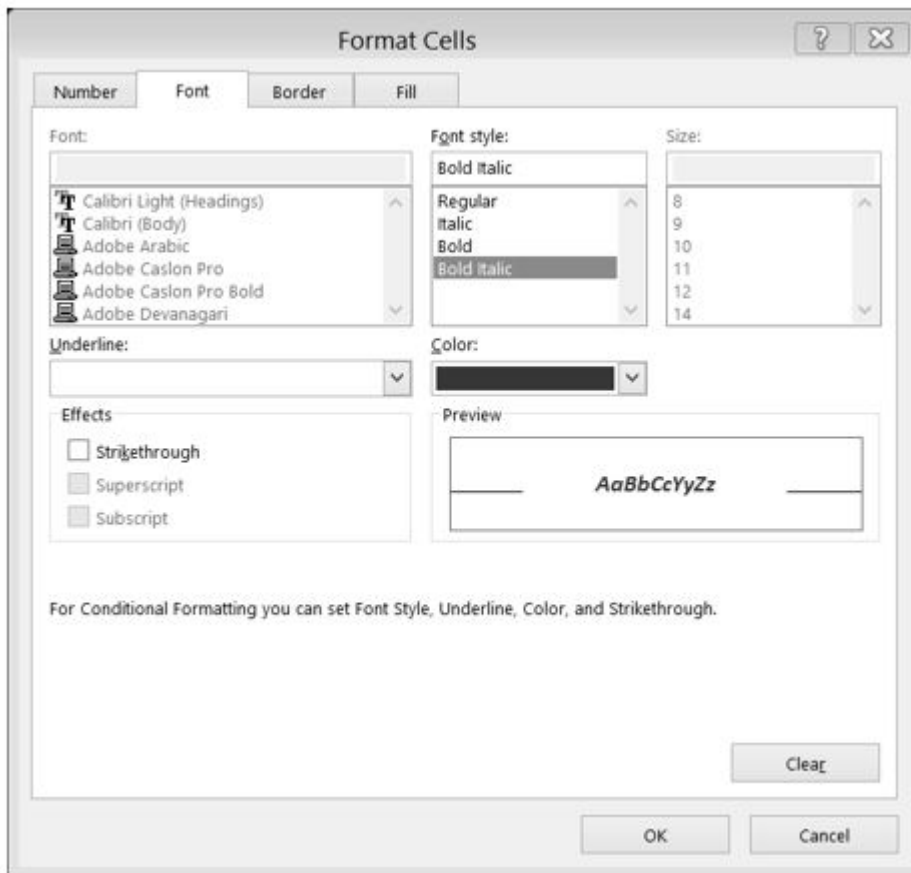 Format Cells
Number Font Border Fill
Font: Font style: Size:
Bold Italic
Calibri Light (Headings) Regular 8
Calibri (Body) Italic 9
Adobe Arabic Bold 10
Adobe Caslon Pro Bold Italic 11
Adobe Caslon Pro Bold 12
Adobe Devanagari 14
Underline: Color:
Effects Preview
Strikethrough
Superscript AaBbCcYyZz
Subscript
For Conditional Formatting you can set Font Style, Underline, Color, and Strikethrough.
Clear
OK Cancel